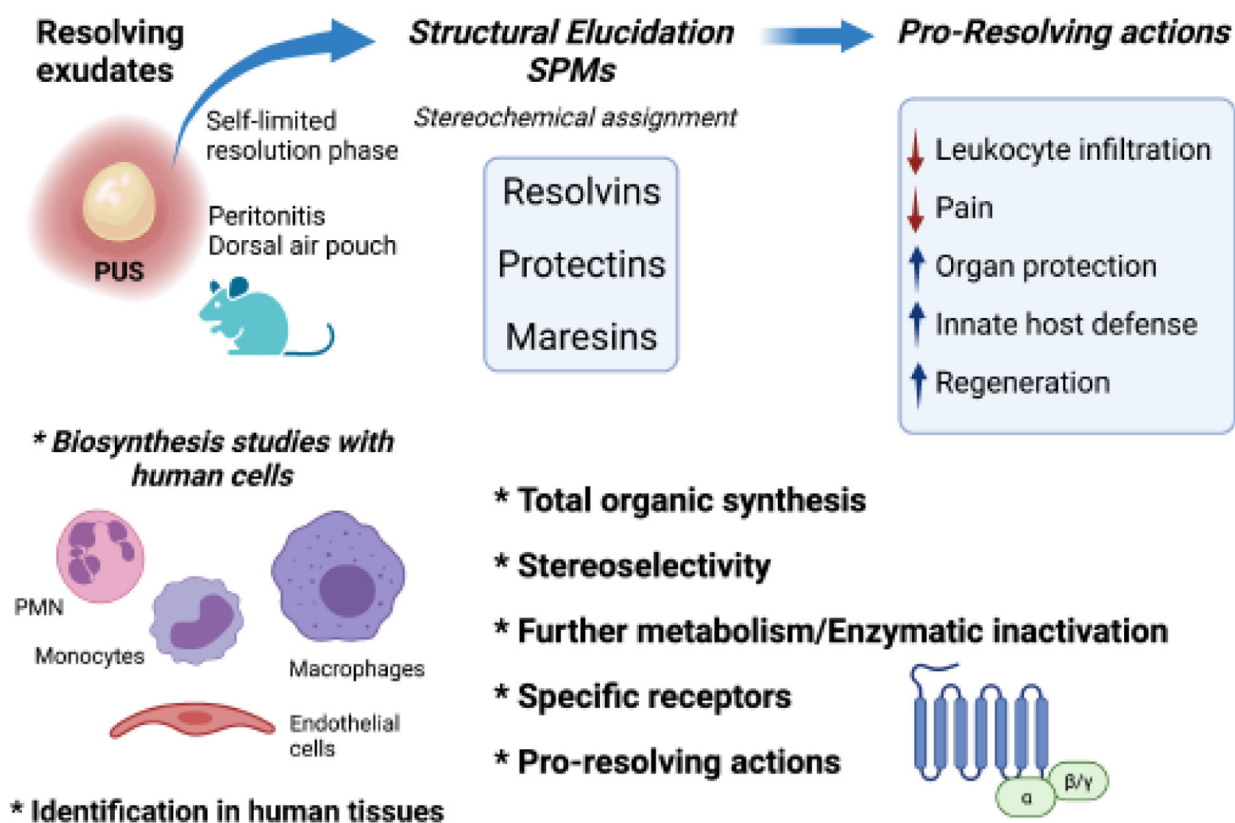 Resolving
exudates
Self-limited
resolution phase
Peritonitis
Dorsal air pouch
PUS
Structural Elucidation
SPMs
Stereochemical assignment
Resolvins
Protectins
Maresins
Pro-Resolving actions
Leukocyte infiltration
Pain
Organ protection
Innate host defense
Regeneration
* Biosynthesis studies with
human cells
PMN
Monocytes
Macrophages
Endothelial
cells
* Identification in human tissues
* Total organic synthesis
* Stereoselectivity
* Further metabolism/Enzymatic inactivation
* Specific receptors
* Pro-resolving actions
α
β/γ